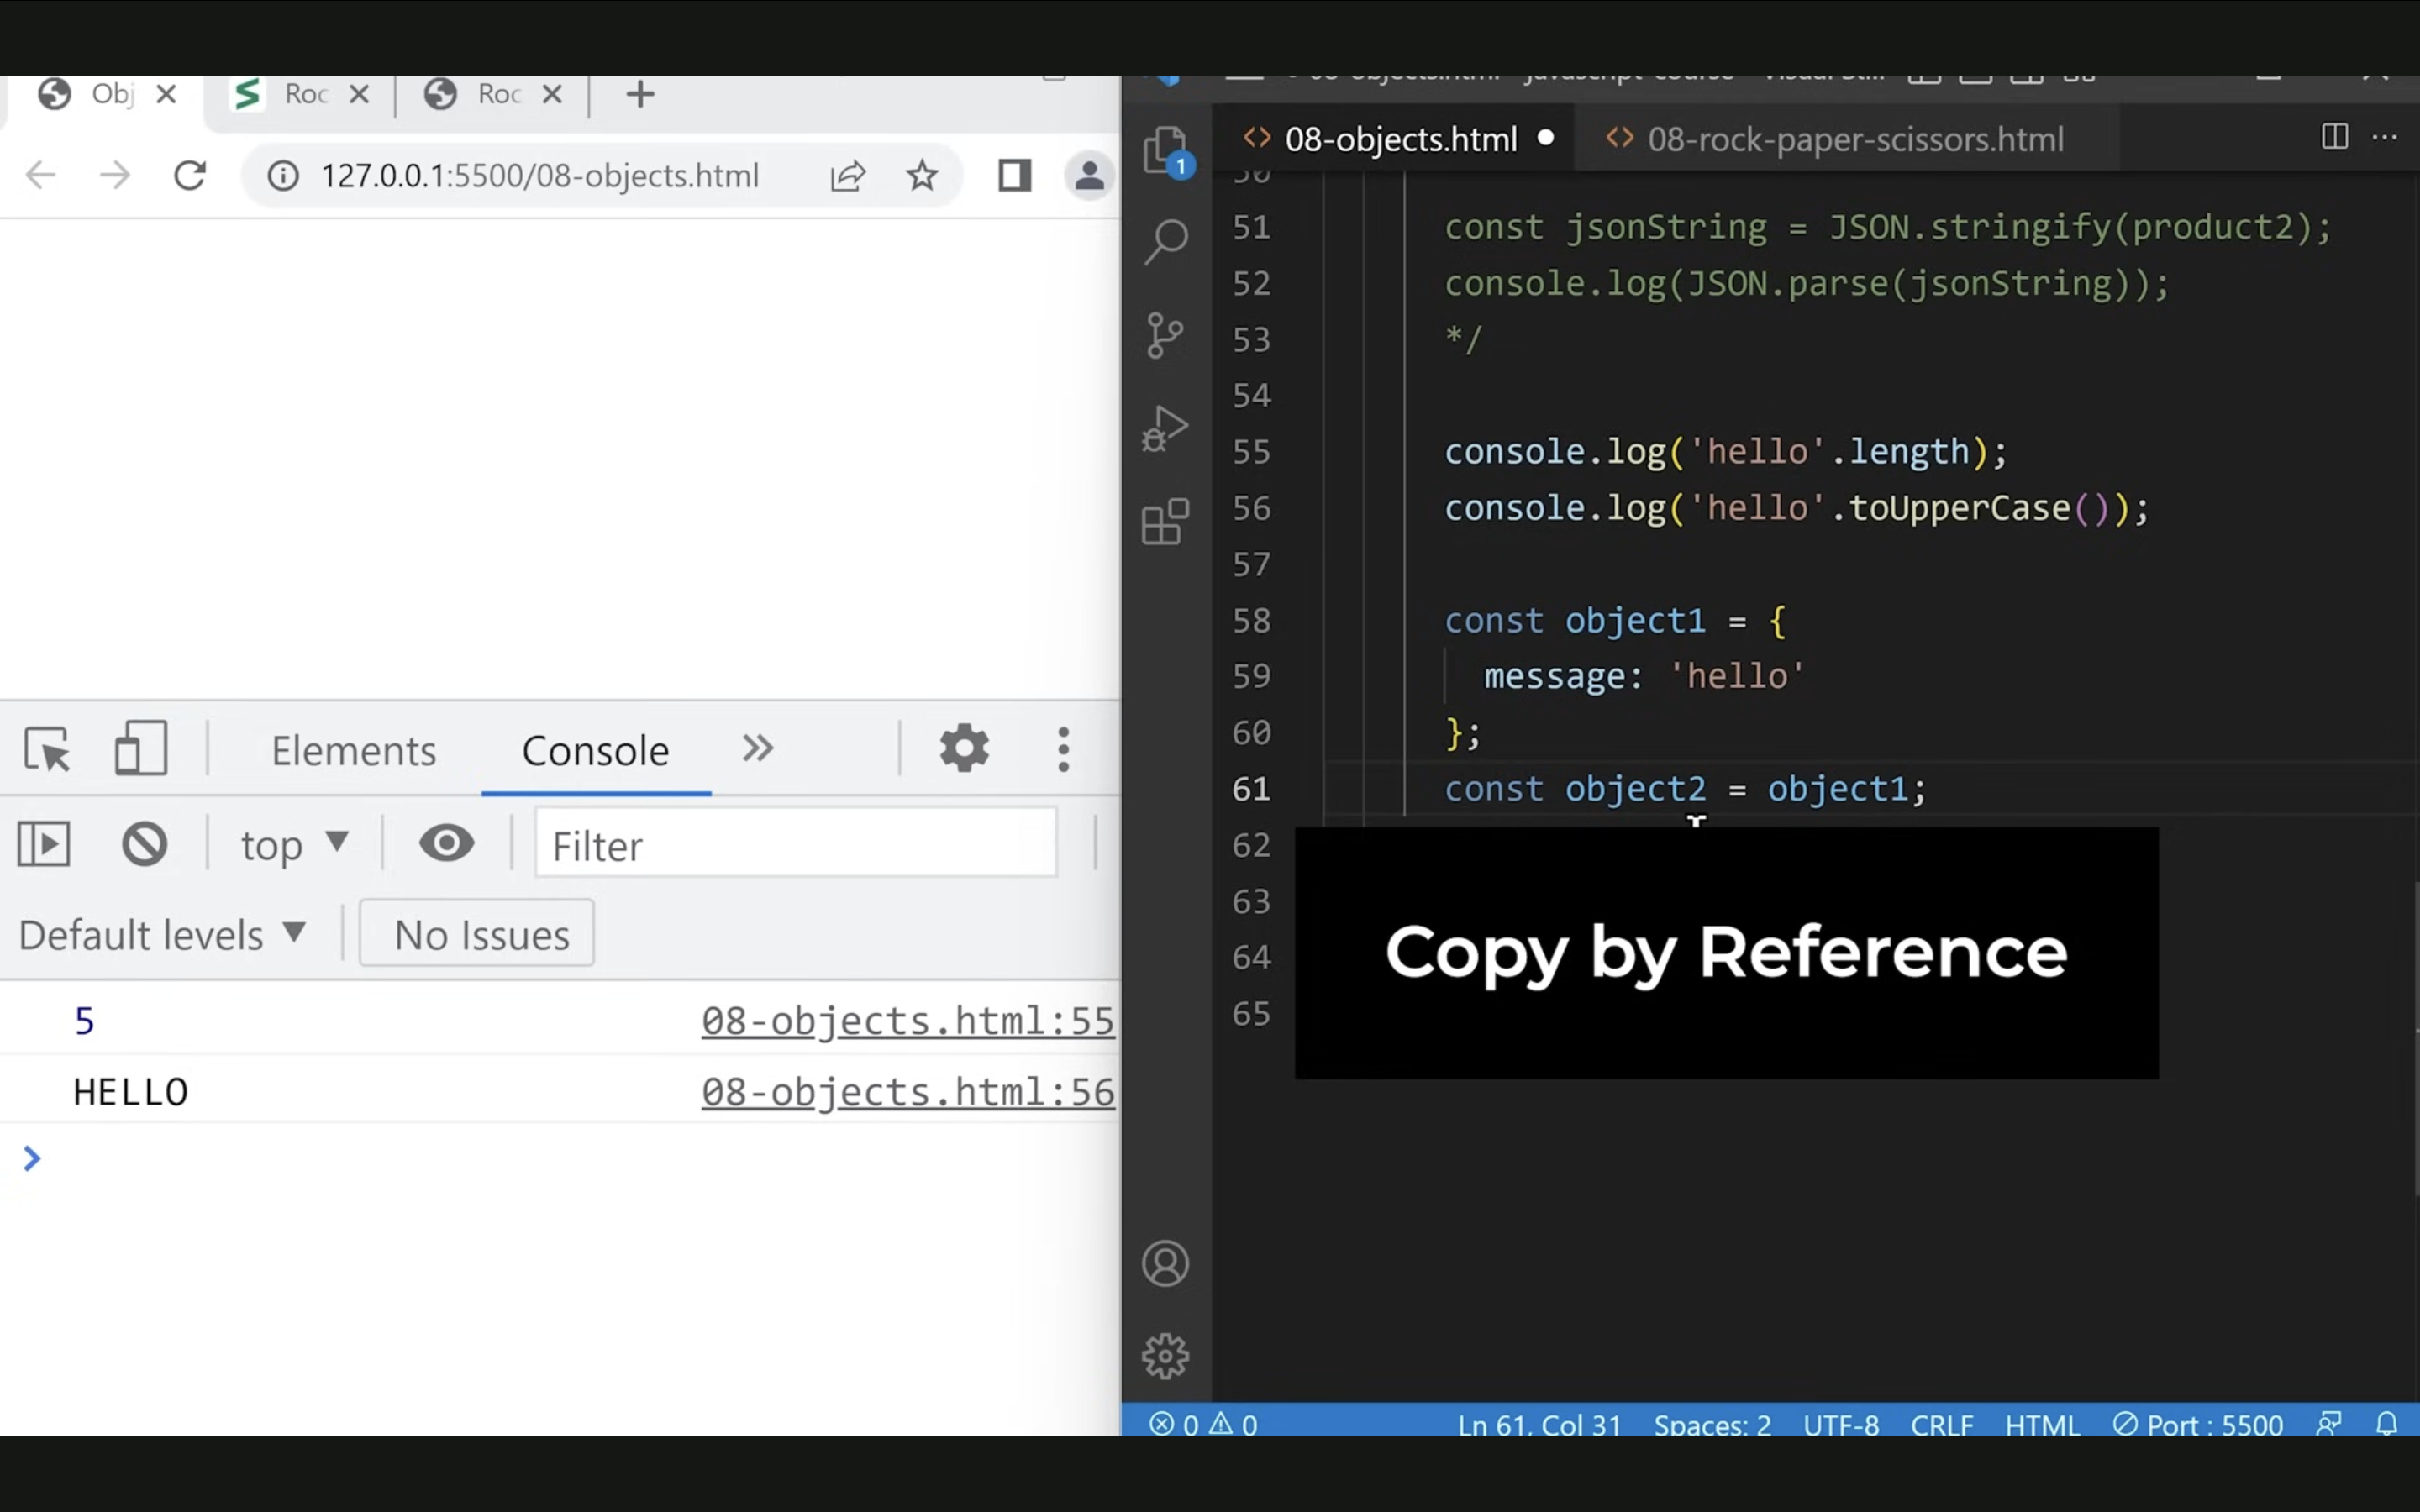 Obj
Roc
Roc
127.0.0.1:5500/08-objects.html
Elements
Console
top
Filter
Default levels
No Issues
5
08-objects.html:55
HELLO
08-objects.html:56
08-objects.html
08-rock-paper-scissors.html
1
50
51 const jsonString = JSON.stringify(product2);
52 console.log(JSON.parse(jsonString));
53 */
54
55 console.log('hello'.length);
56 console.log('hello'.toUpperCase());
57
58 const object1 = {
59 message: 'hello'
60 };
61 const object2 = object1;
62
63
64
65
Copy by Reference
0 0 Ln 61, Col 31 Spaces: 2 UTF-8 CRLF HTML Port : 5500